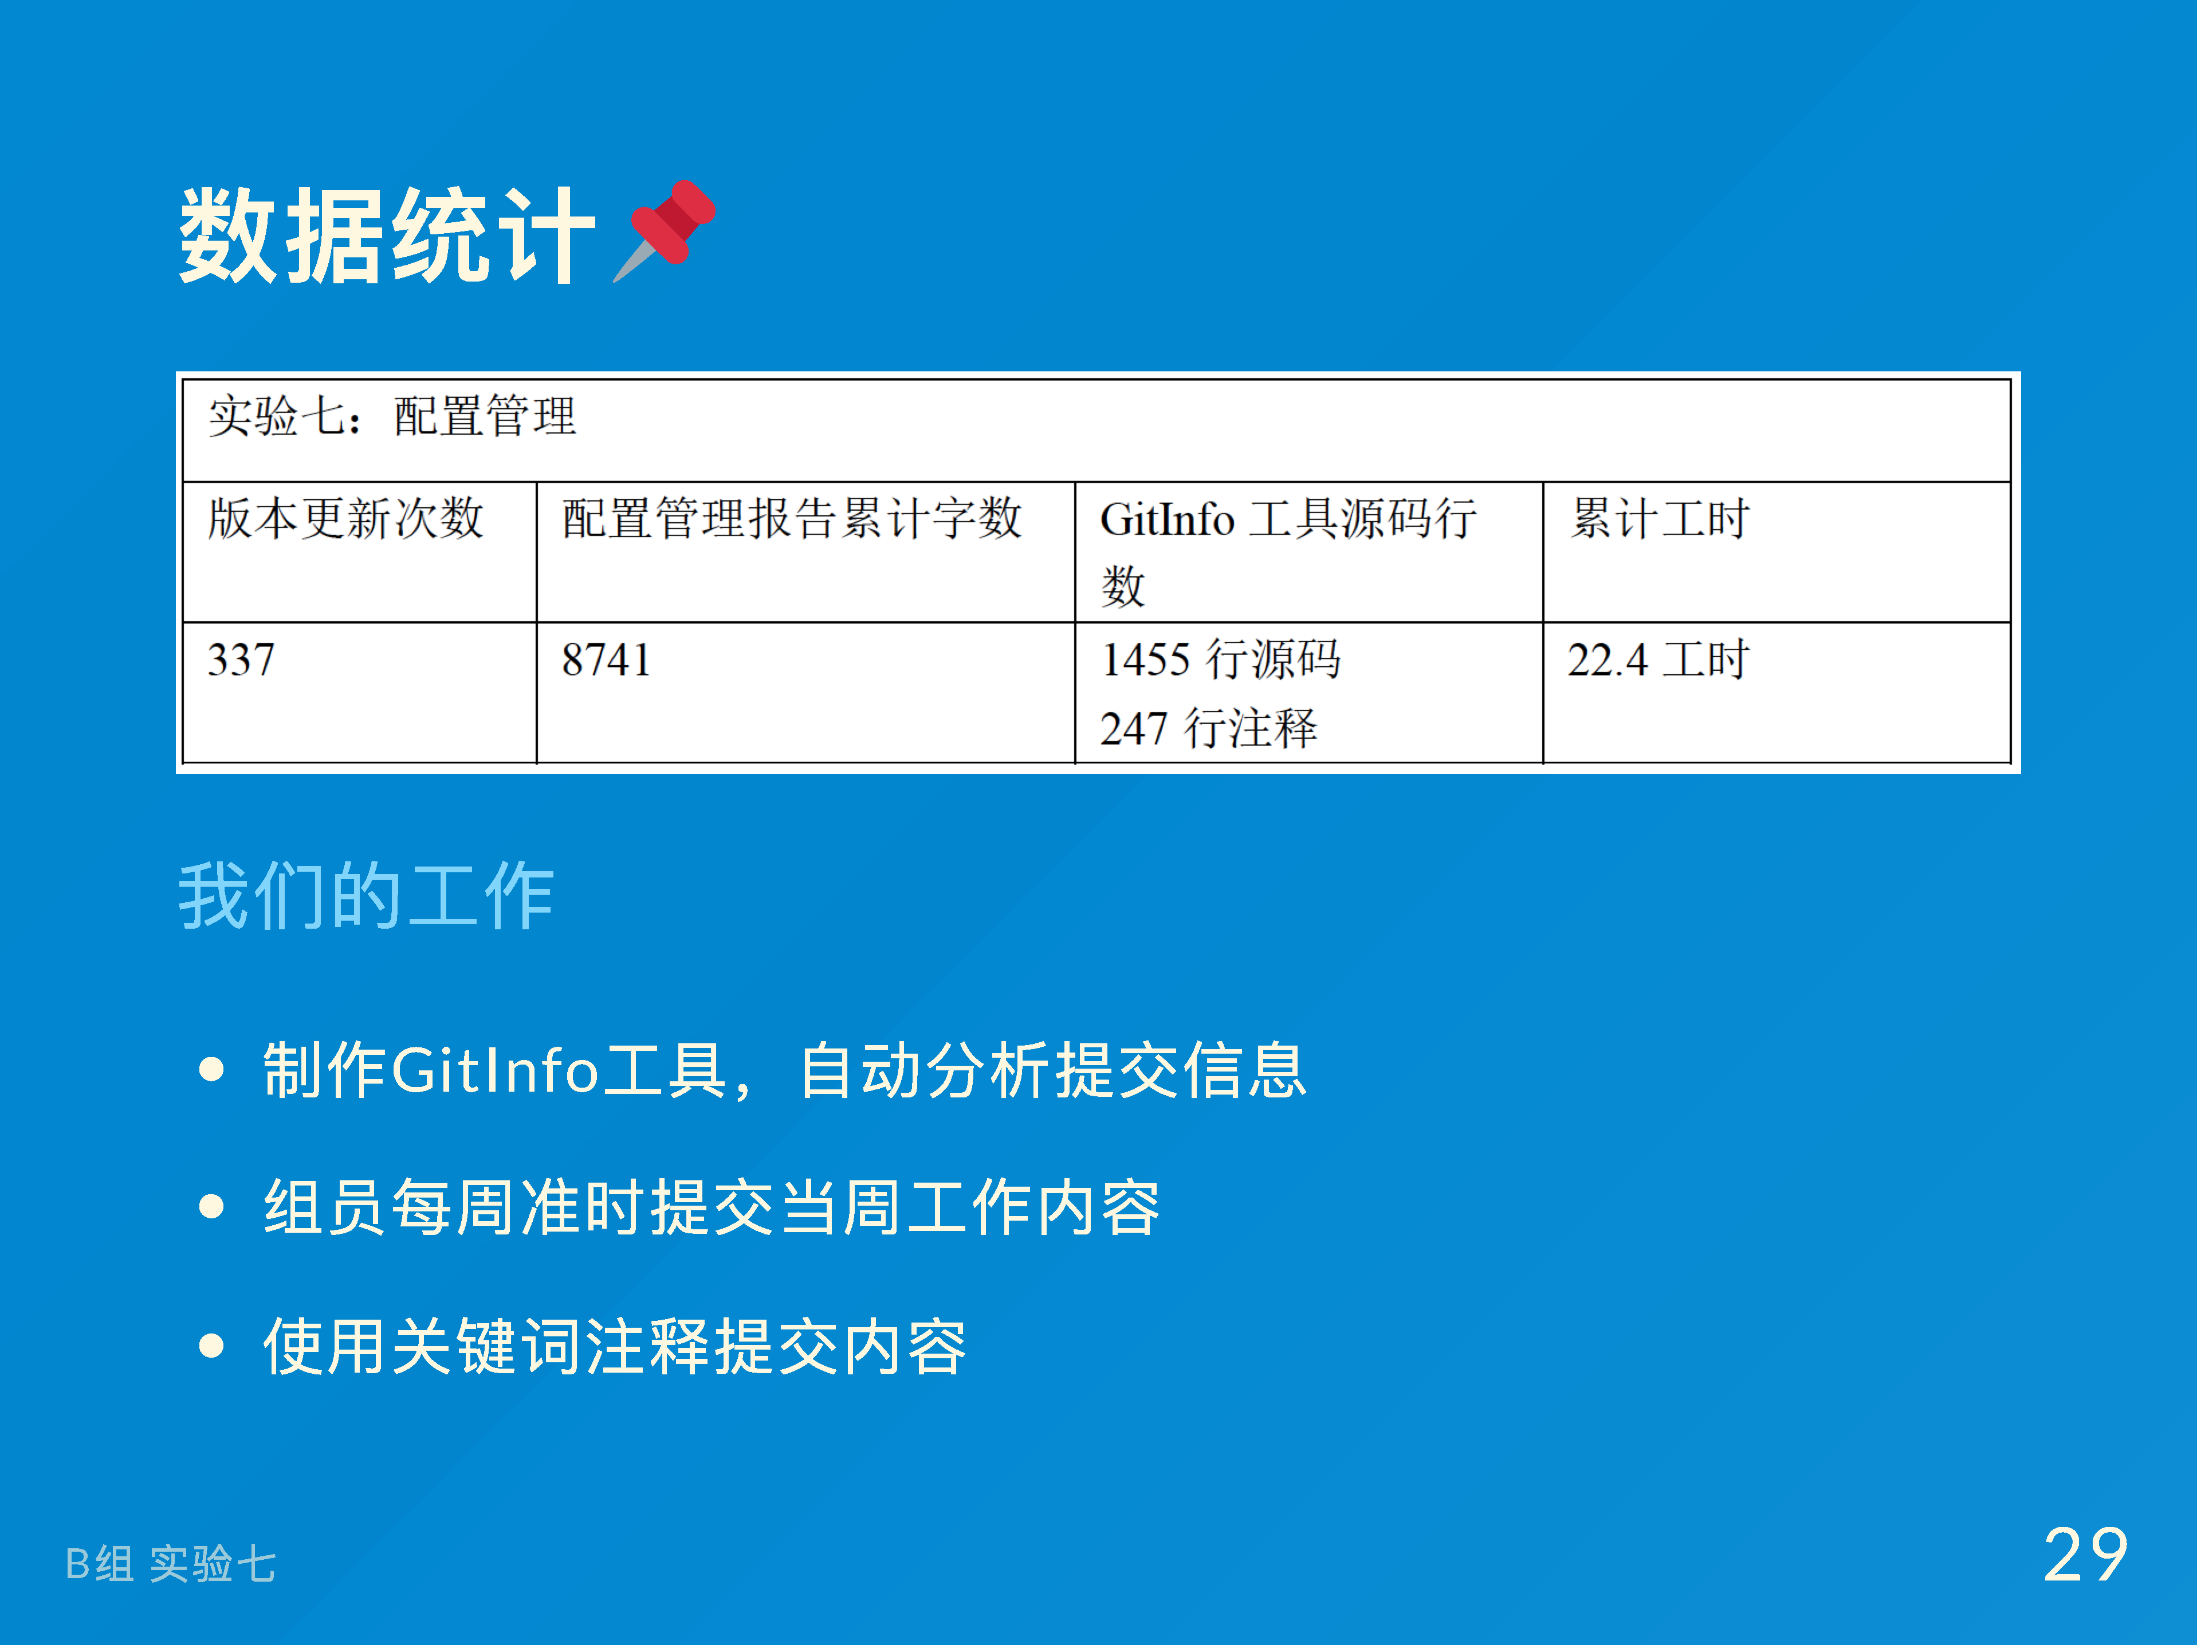 数据统计
实验七：配置管理
版本更新次数 配置管理报告累计字数 GitInfo 工具源码行数 累计工时
337 8741 1455 行源码 22.4 工时
247 行注释
我们的工作
制作GitInfo工具，自动分析提交信息
组员每周准时提交当周工作内容
使用关键词注释提交内容
B组 实验七
29